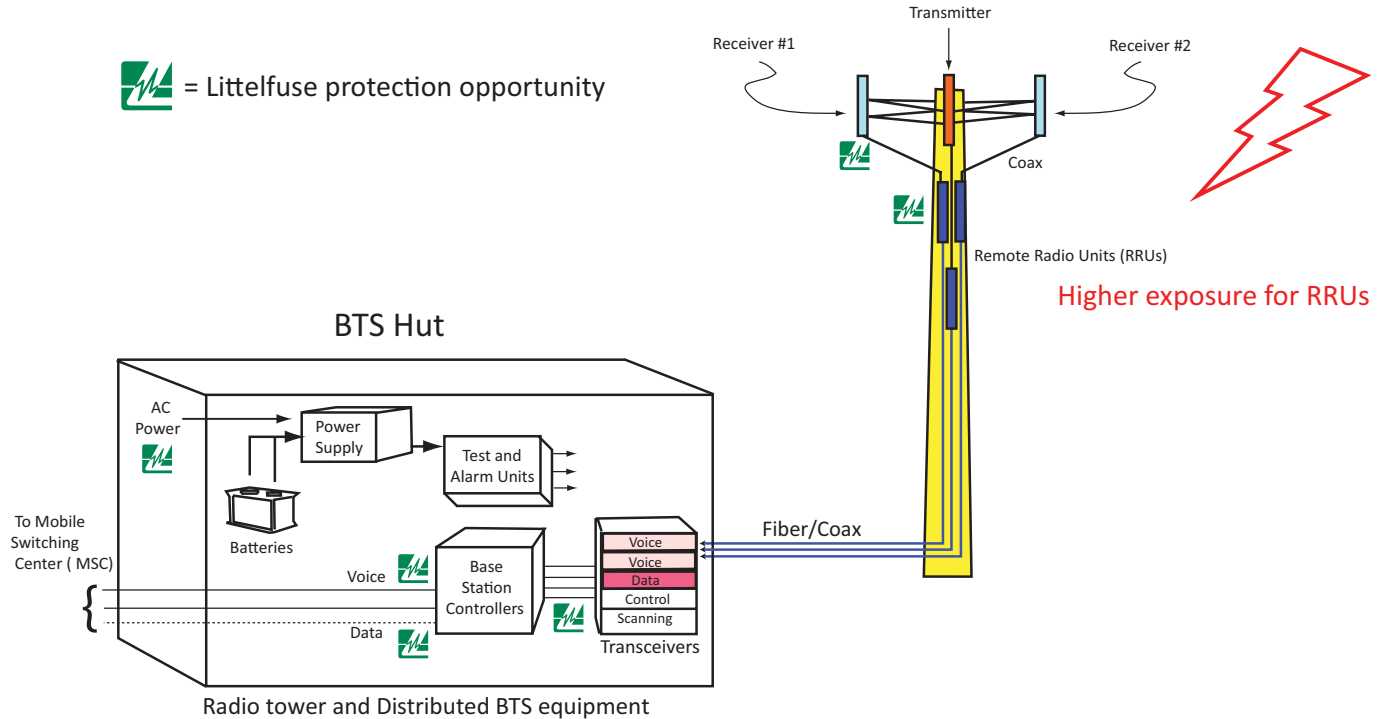 Transmitter
Receiver #1
Receiver #2
= Littelfuse protection opportunity
Coax
Remote Radio Units (RRUs)
Higher exposure for RRUs
BTS Hut
AC
Power
Power
Supply
Test and
Alarm Units
Batteries
To Mobile
Switching
Center ( MSC)
Fiber/Coax
Voice
Voice
Data
Control
Scanning
Transceivers
Base
Station
Controllers
Voice
Data
Radio tower and Distributed BTS equipment